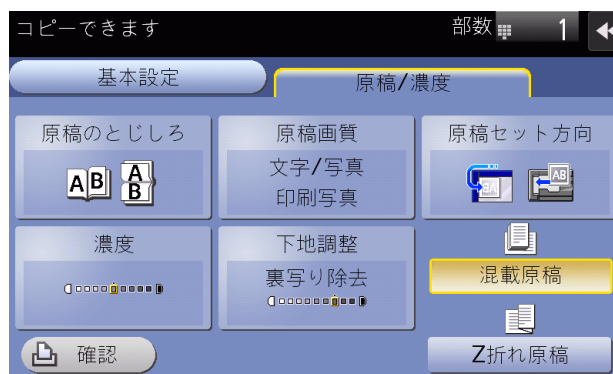 コピーできます
部数 1
基本設定
原稿/濃度
原稿のとじしろ
原稿画質
原稿セット方向
AB
A
B
文字/写真
印刷写真
AB
濃度
下地調整
裏写り除去
混載原稿
確認
Z折れ原稿